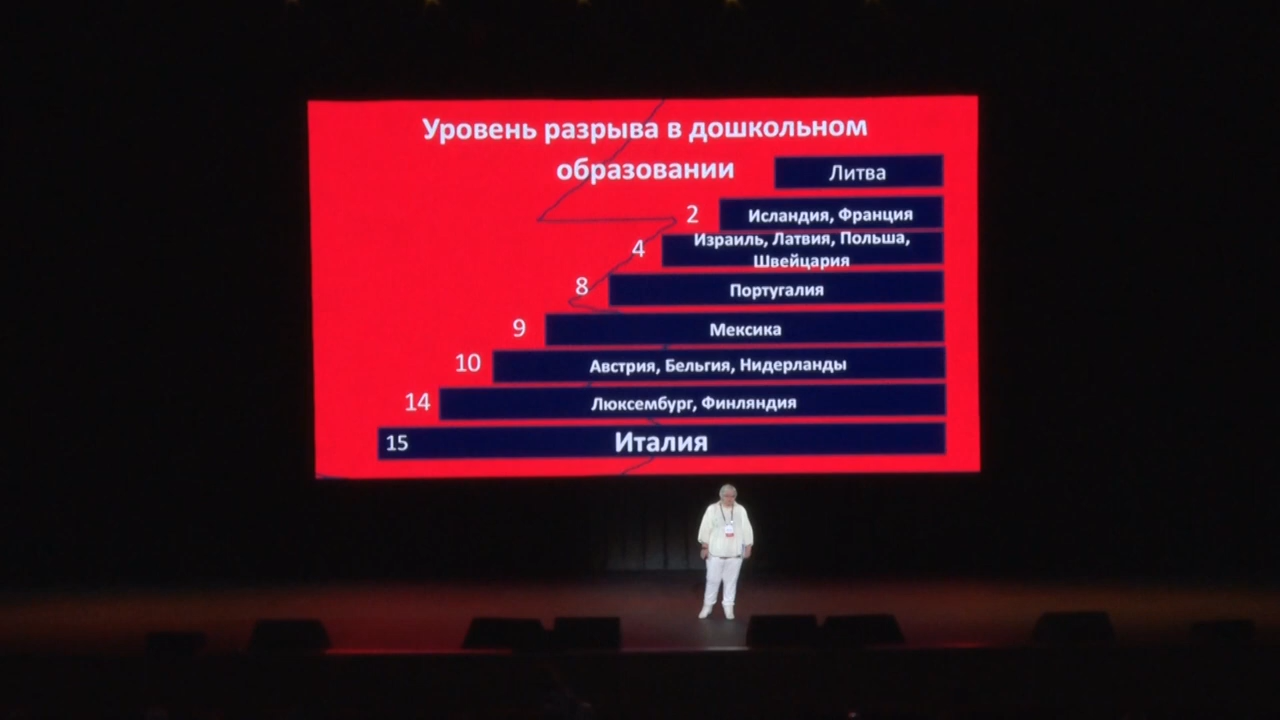 Уровень разрыва в дошкольном
образовании
Литва
2 Исландия, Франция
4 Израиль, Латвия, Польша,
Швейцария
8 Португалия
9 Мексика
10 Австрия, Бельгия, Нидерланды
14 Люксембург, Финляндия
15 Италия